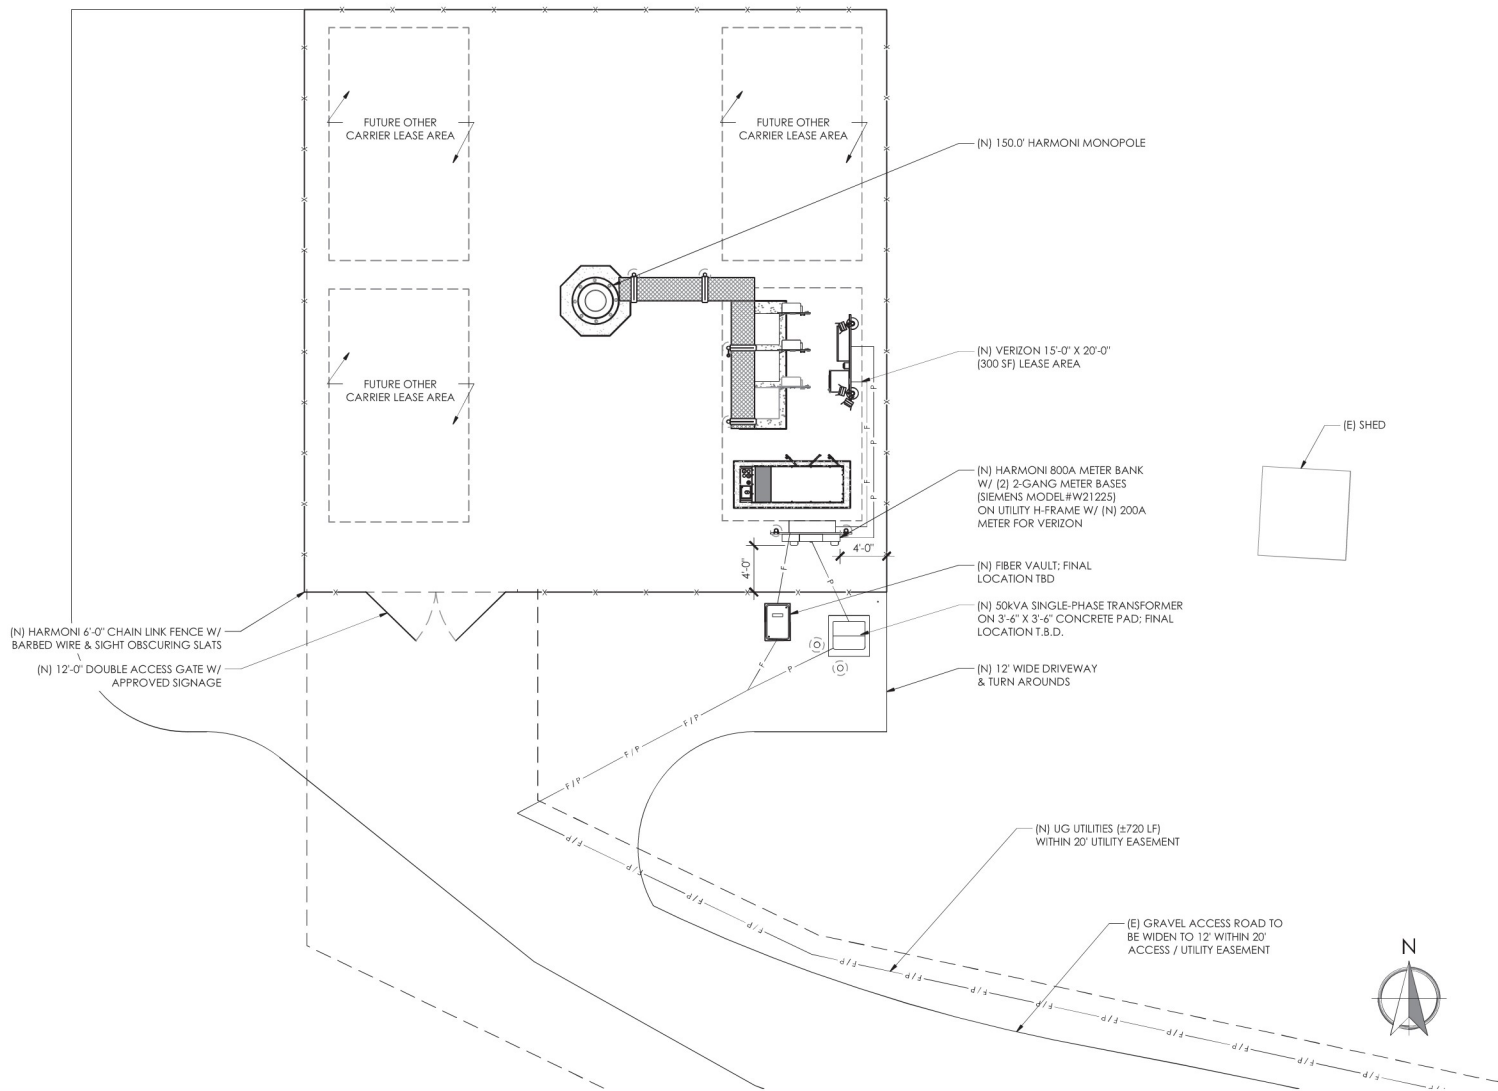 FUTURE OTHER
CARRIER LEASE AREA
FUTURE OTHER
CARRIER LEASE AREA
(N) 150.0' HARMONI MONOPOLE
FUTURE OTHER
CARRIER LEASE AREA
(N) VERIZON 15'-0" X 20'-0"
(300 SF) LEASE AREA
P
F
P
F
P
(E) SHED
(N) HARMONI 800A METER BANK
W/ (2) 2-GANG METER BASES
(SIEMENS MODEL#W21225)
ON UTILITY H-FRAME W/ (N) 200A
METER FOR VERIZON
4'-0"
4'-0"
F
P
(N) FIBER VAULT; FINAL
LOCATION TBD
(N) 50kVA SINGLE-PHASE TRANSFORMER
ON 3'-6" X 3'-6" CONCRETE PAD; FINAL
LOCATION T.B.D.
(N) HARMONI 6'-0" CHAIN LINK FENCE W/
BARBED WIRE & SIGHT OBSCURING SLATS
(N) 12'-0" DOUBLE ACCESS GATE W/
APPROVED SIGNAGE
F
P
(N) 12' WIDE DRIVEWAY
& TURN AROUNDS
F/P
F/P
F/P
(N) UG UTILITIES (±720 LF)
WITHIN 20' UTILITY EASEMENT
F/P
F/P
F/P
F/P
(E) GRAVEL ACCESS ROAD TO
BE WIDEN TO 12' WITHIN 20'
ACCESS / UTILITY EASEMENT
N
F/P
F/P
F/P
F/P
F/P
F/P
F/P
F/P
F/P
F/P